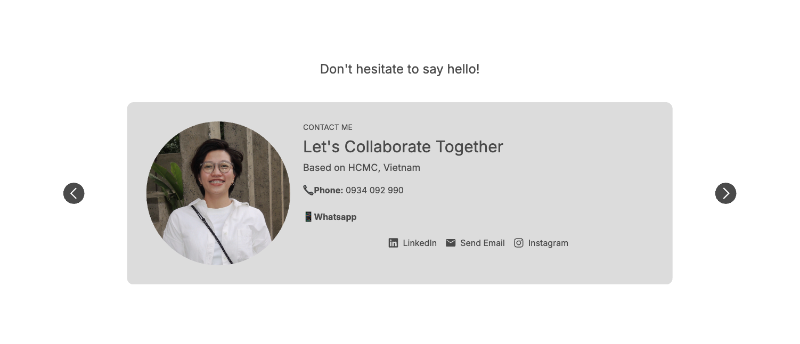 Don't hesitate to say hello!
CONTACT ME
Let's Collaborate Together
Based on HCMC, Vietnam
📞Phone: 0934 092 990
📱Whatsapp
LinkedIn Send Email Instagram